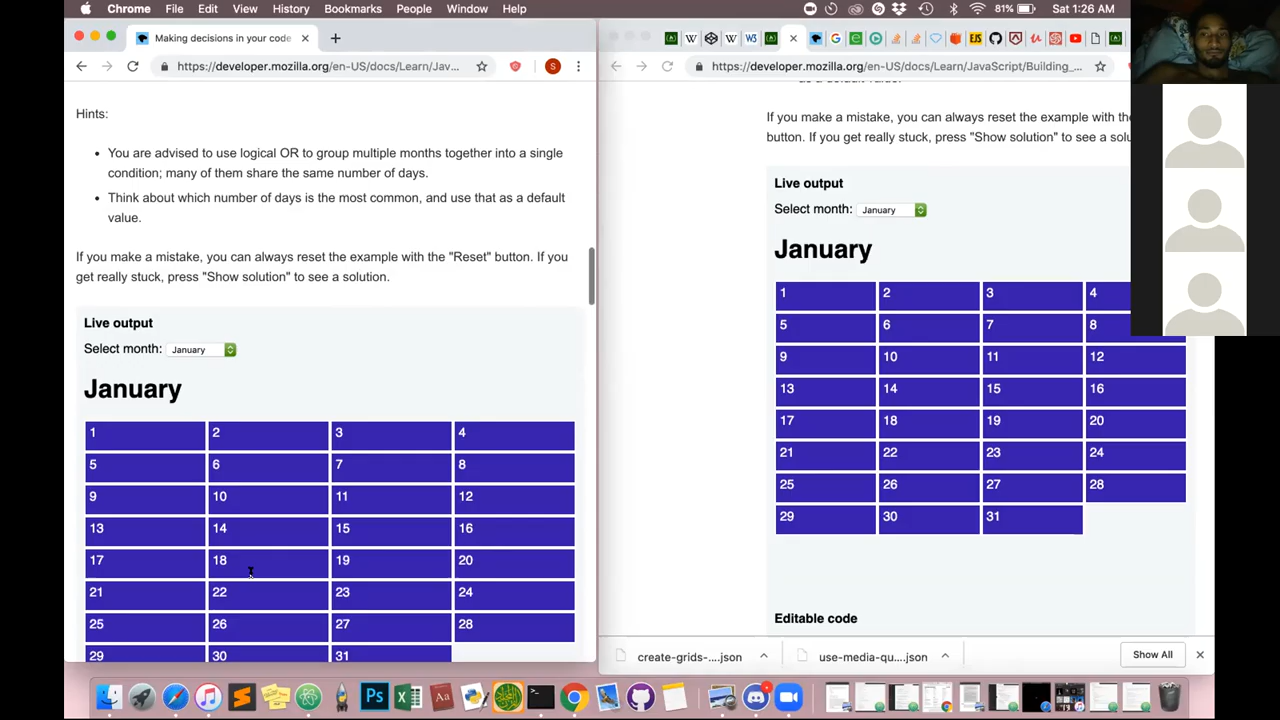 Chrome File Edit View History Bookmarks People Window Help
81% Sat 1:26 AM
Making decisions in your code
https://developer.mozilla.org/en-US/docs/Learn/Jav...
S
Hints:
• You are advised to use logical OR to group multiple months together into a single
condition; many of them share the same number of days.
• Think about which number of days is the most common, and use that as a default
value.
If you make a mistake, you can always reset the example with the "Reset" button. If you
get really stuck, press "Show solution" to see a solution.
Live output
Select month: January
January
1 2 3 4
5 6 7 8
9 10 11 12
13 14 15 16
17 18 19 20
21 22 23 24
25 26 27 28
29 30 31
W W W3 G EJS
https://developer.mozilla.org/en-US/docs/Learn/JavaScript/Building_...
as a default value.
If you make a mistake, you can always reset the example with the
button. If you get really stuck, press "Show solution" to see a solu
Live output
Select month: January
January
1 2 3 4
5 6 7 8
9 10 11 12
13 14 15 16
17 18 19 20
21 22 23 24
25 26 27 28
29 30 31
Editable code
create-grids-....json
use-media-qu....json
Show All
Ps
Aa